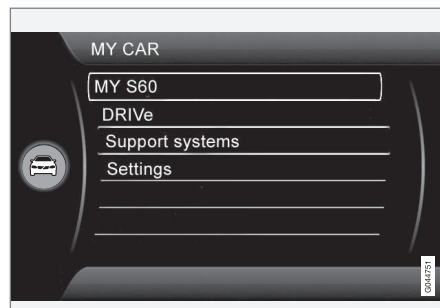 MY CAR
MY S60
DRIVe
Support systems
Settings
G044751